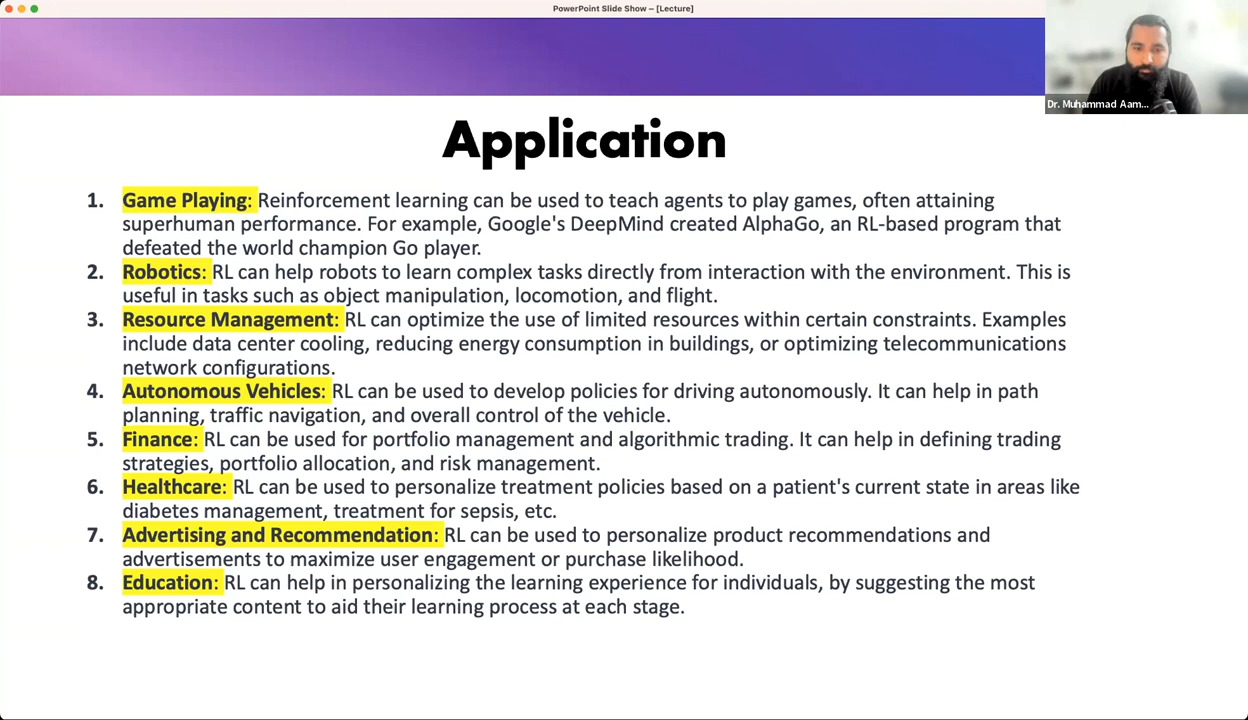 PowerPoint Slide Show – [Lecture]
Dr. Muhammad Aam...
Application
1. Game Playing: Reinforcement learning can be used to teach agents to play games, often attaining
superhuman performance. For example, Google's DeepMind created AlphaGo, an RL-based program that
defeated the world champion Go player.
2. Robotics: RL can help robots to learn complex tasks directly from interaction with the environment. This is
useful in tasks such as object manipulation, locomotion, and flight.
3. Resource Management: RL can optimize the use of limited resources within certain constraints. Examples
include data center cooling, reducing energy consumption in buildings, or optimizing telecommunications
network configurations.
4. Autonomous Vehicles: RL can be used to develop policies for driving autonomously. It can help in path
planning, traffic navigation, and overall control of the vehicle.
5. Finance: RL can be used for portfolio management and algorithmic trading. It can help in defining trading
strategies, portfolio allocation, and risk management.
6. Healthcare: RL can be used to personalize treatment policies based on a patient's current state in areas like
diabetes management, treatment for sepsis, etc.
7. Advertising and Recommendation: RL can be used to personalize product recommendations and
advertisements to maximize user engagement or purchase likelihood.
8. Education: RL can help in personalizing the learning experience for individuals, by suggesting the most
appropriate content to aid their learning process at each stage.